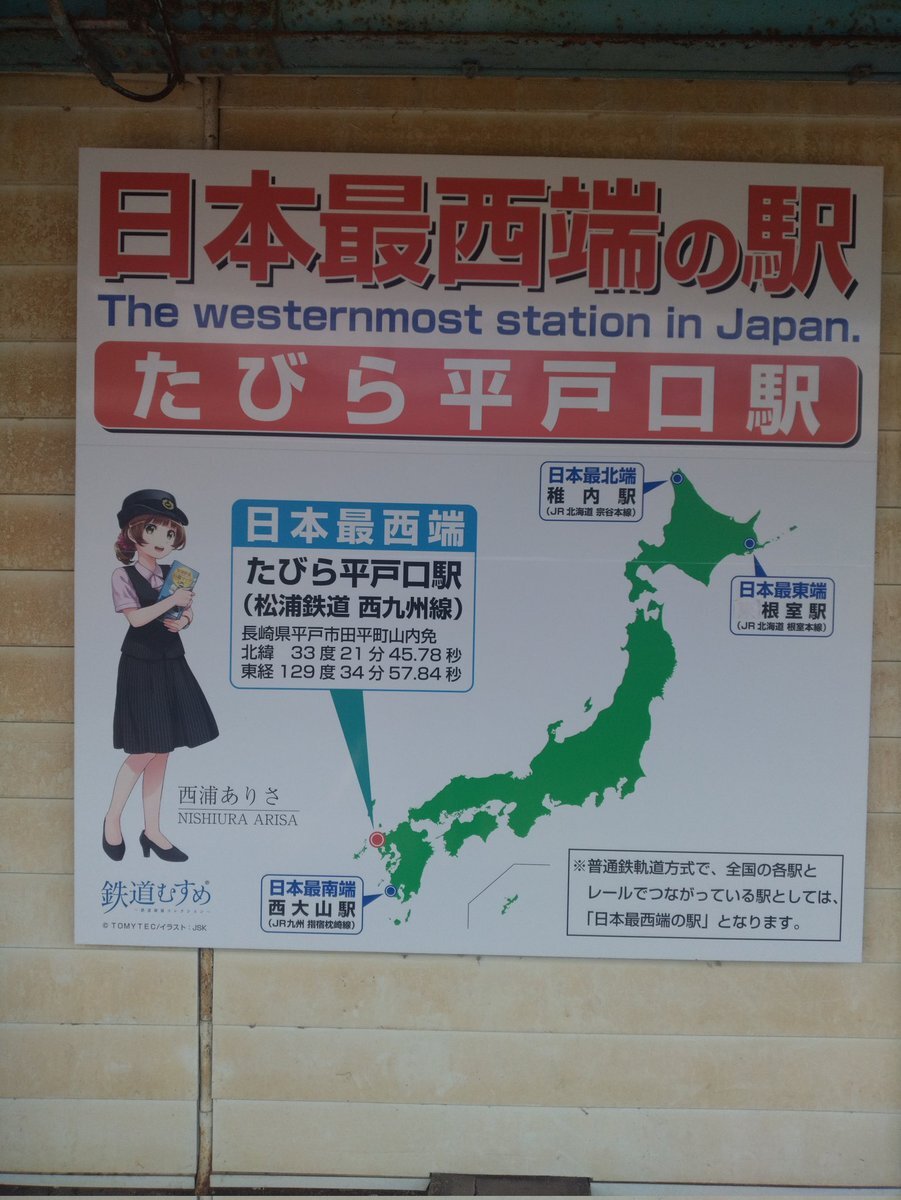 日本最西端の駅
The westernmost station in Japan.
たびら平戸口駅
日本最北端
稚内駅
(JR北海道 宗谷本線)
日本最東端
根室駅
(JR北海道 根室本線)
日本最西端
たびら平戸口駅
(松浦鉄道 西九州線)
長崎県平戸市田平町山内免
北緯 33度21分45.78秒
東経129度34分57.84秒
西浦ありさ
NISHIURA ARISA
日本最南端
西大山駅
(JR九州 指宿枕崎線)
※普通鉄軌道方式で、全国の各駅と
レールでつながっている駅としては、
「日本最西端の駅」となります。
鉄道むすめ
©TOMYTEC/イラスト:JSK